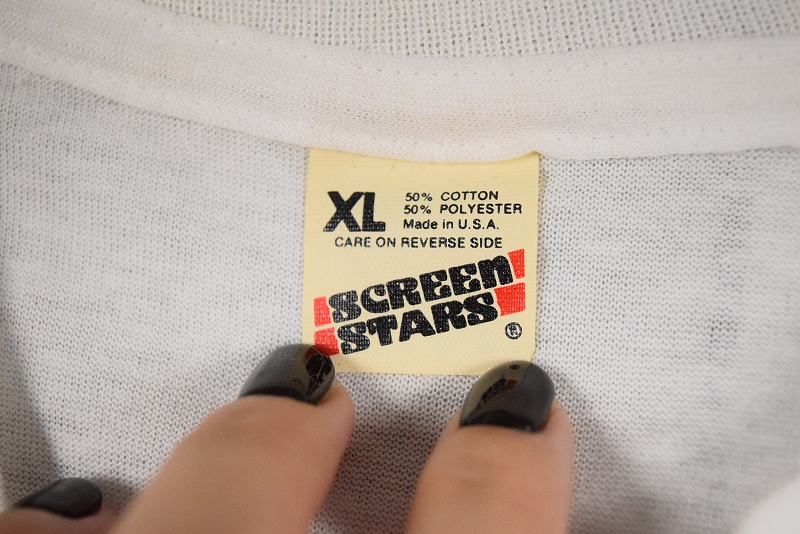 XL
50% COTTON
50% POLYESTER
Made in U.S.A.
CARE ON REVERSE SIDE
SCREEN
STARS
®